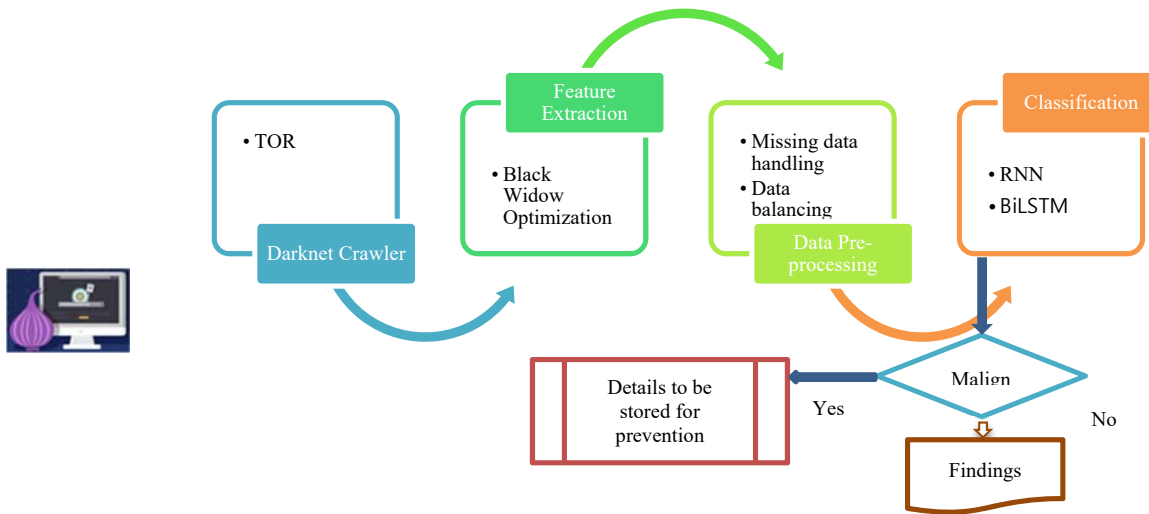 • TOR
Darknet Crawler
Feature
Extraction
• Black
Widow
Optimization
• Missing data
handling
• Data
balancing
Data Pre-
processing
Classification
• RNN
• BiLSTM
Malign
Yes
No
Details to be
stored for
prevention
Findings